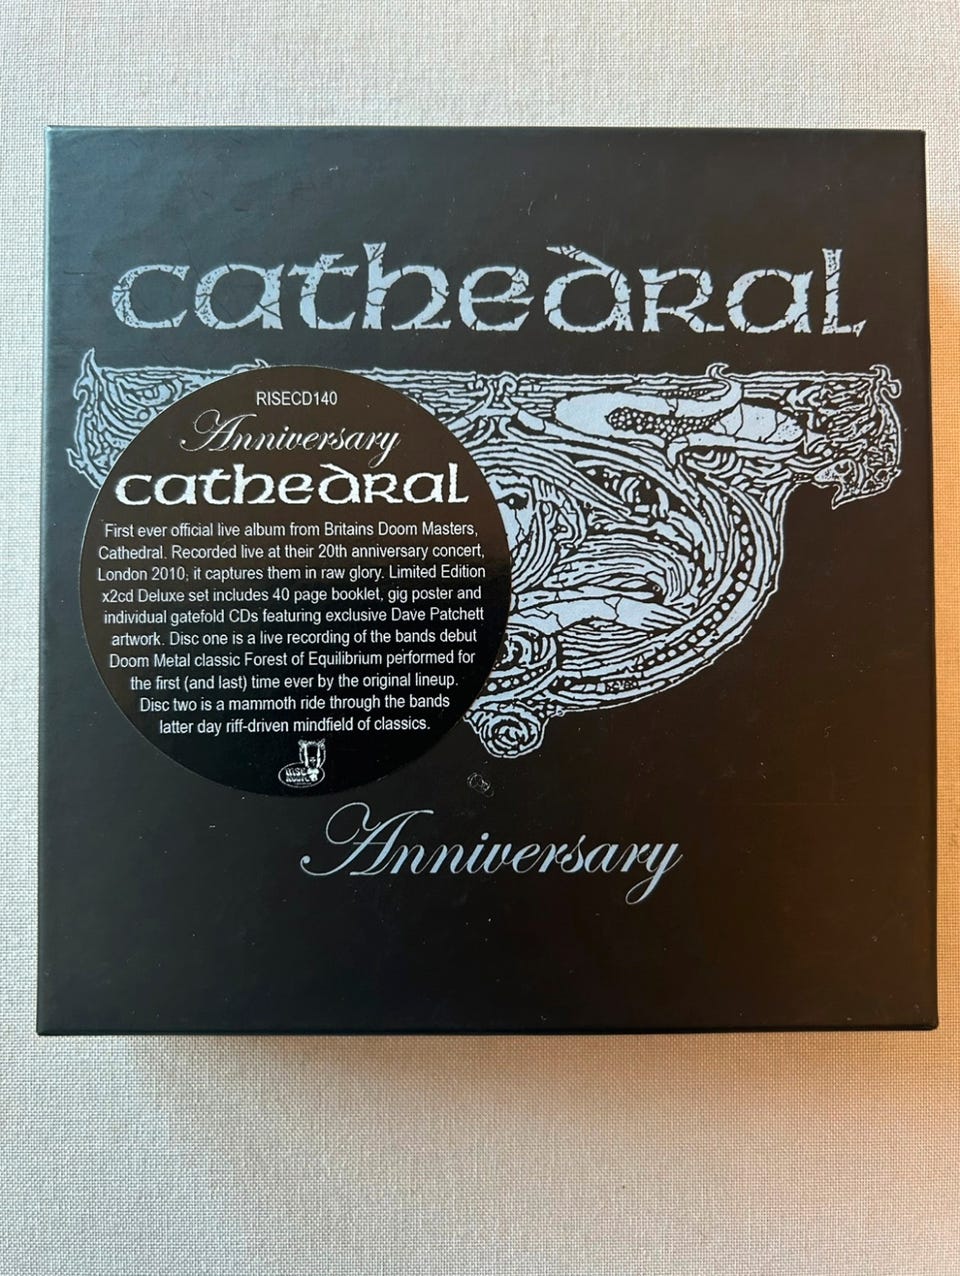 cathedral
RISECD140
Anniversary
cathedral
First ever official live album from Britains Doom Masters,
Cathedral. Recorded live at their 20th anniversary concert,
London 2010; it captures them in raw glory. Limited Edition
x2cd Deluxe set includes 40 page booklet, gig poster and
individual gatefold CDs featuring exclusive Dave Patchett
artwork. Disc one is a live recording of the bands debut
Doom Metal classic Forest of Equilibrium performed for
the first (and last) time ever by the original lineup.
Disc two is a mammoth ride through the bands
latter day riff-driven mindfield of classics.
Anniversary